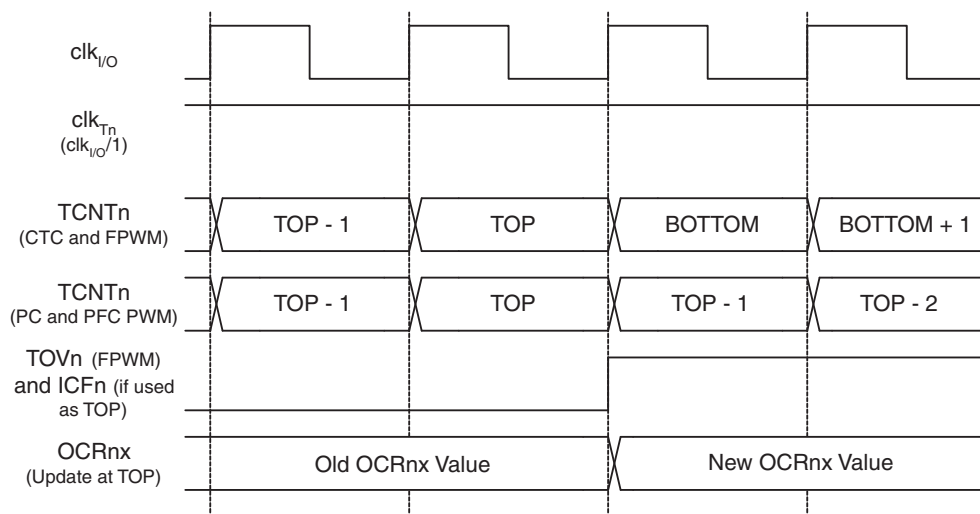 clkI/O
clkTn
(clkI/O/1)
TCNTn
(CTC and FPWM)
TOP - 1
TOP
BOTTOM
BOTTOM + 1
TCNTn
(PC and PFC PWM)
TOP - 1
TOP
TOP - 1
TOP - 2
TOVn (FPWM)
and ICFn (if used
as TOP)
OCRnx
(Update at TOP)
Old OCRnx Value
New OCRnx Value